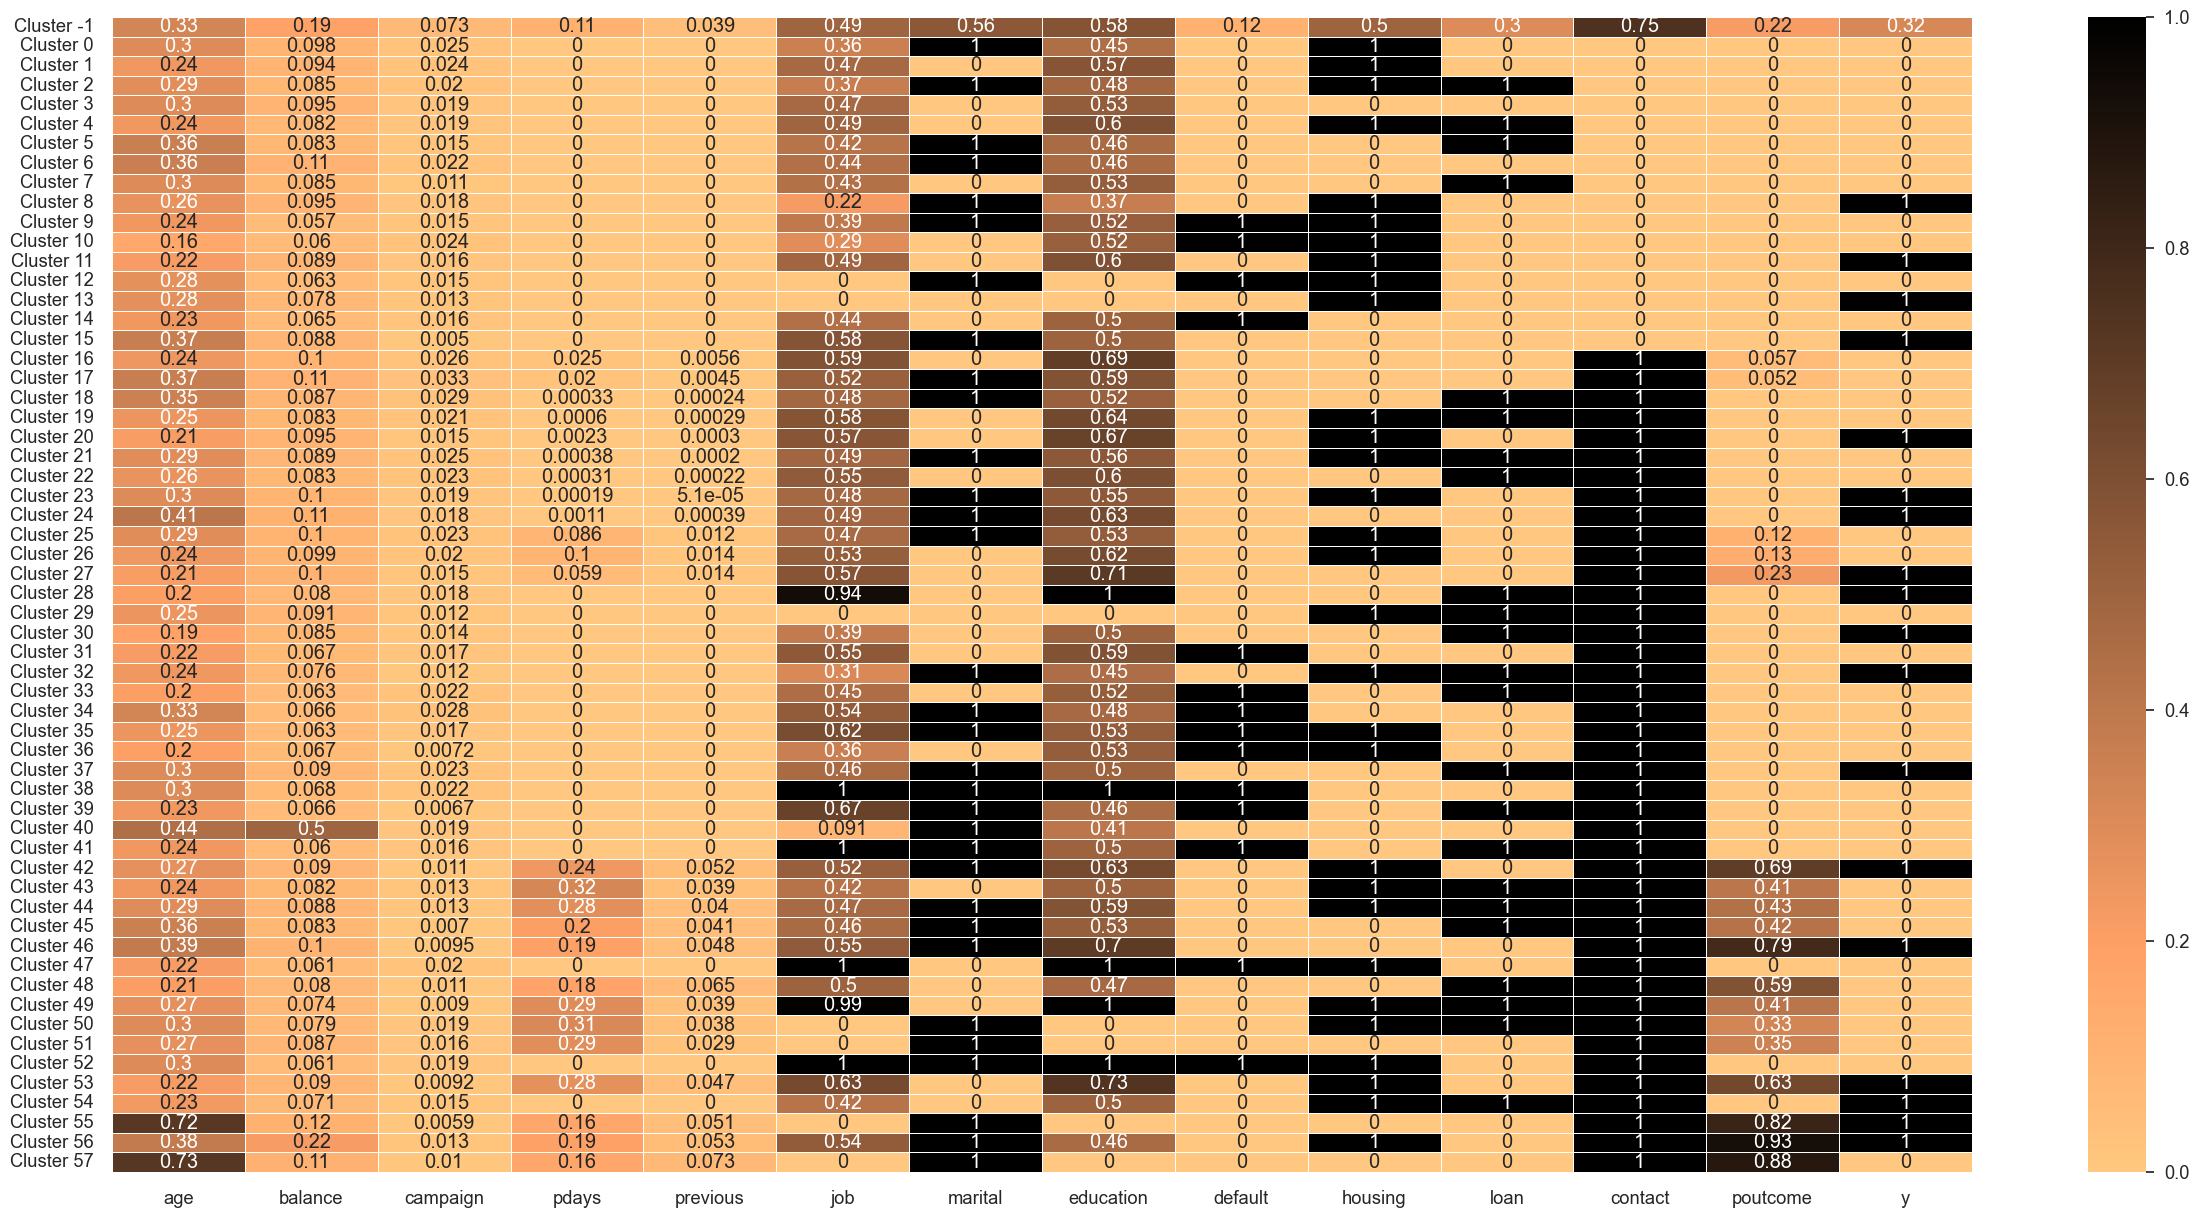 Cluster -1 0.33 0.19 0.073 0.11 0.039 0.49 0.56 0.58 0.12 0.5 0.3 0.75 0.22 0.32 1.0
Cluster 0 0.3 0.098 0.025 0 0 0.36 1 0.45 0 1 0 0 0 0
Cluster 1 0.24 0.094 0.024 0 0 0.47 0 0.57 0 1 0 0 0 0
Cluster 2 0.29 0.085 0.02 0 0 0.37 1 0.48 0 1 1 0 0 0
Cluster 3 0.3 0.095 0.019 0 0 0.47 0 0.53 0 0 0 0 0 0
Cluster 4 0.24 0.082 0.019 0 0 0.49 0 0.6 0 1 1 0 0 0
Cluster 5 0.36 0.083 0.015 0 0 0.42 1 0.46 0 0 1 0 0 0
Cluster 6 0.36 0.11 0.022 0 0 0.44 1 0.46 0 0 0 0 0 0
Cluster 7 0.3 0.085 0.011 0 0 0.43 0 0.53 0 0 1 0 0 0
Cluster 8 0.26 0.095 0.018 0 0 0.22 1 0.37 0 1 0 0 0 1
Cluster 9 0.24 0.057 0.015 0 0 0.39 1 0.52 1 1 0 0 0 0
Cluster 10 0.16 0.06 0.024 0 0 0.29 0 0.52 1 1 0 0 0 0
Cluster 11 0.22 0.089 0.016 0 0 0.49 0 0.6 0 1 0 0 0 1
0.8
Cluster 12 0.28 0.063 0.015 0 0 0 1 0 1 1 0 0 0 0
Cluster 13 0.28 0.078 0.013 0 0 0 0 0 0 1 0 0 0 1
Cluster 14 0.23 0.065 0.016 0 0 0.44 0 0.5 1 0 0 0 0 0
Cluster 15 0.37 0.088 0.005 0 0 0.58 1 0.5 0 0 0 0 0 1
Cluster 16 0.24 0.1 0.026 0.025 0.0056 0.59 0 0.69 0 0 0 1 0.057 0
Cluster 17 0.37 0.11 0.033 0.02 0.0045 0.52 1 0.59 0 0 0 1 0.052 0
Cluster 18 0.35 0.087 0.029 0.00033 0.00024 0.48 1 0.52 0 0 1 1 0 0
Cluster 19 0.25 0.083 0.021 0.0006 0.00029 0.58 0 0.64 0 1 1 1 0 0
Cluster 20 0.21 0.095 0.015 0.0023 0.0003 0.57 0 0.67 0 1 0 1 0 1
Cluster 21 0.29 0.089 0.025 0.00038 0.0002 0.49 1 0.56 0 1 1 1 0 0
Cluster 22 0.26 0.083 0.023 0.00031 0.00022 0.55 0 0.6 0 0 1 1 0 0
0.6
Cluster 23 0.3 0.1 0.019 0.00019 5.1e-05 0.48 1 0.55 0 1 0 1 0 1
Cluster 24 0.41 0.11 0.018 0.0011 0.00039 0.49 1 0.63 0 0 0 1 0 1
Cluster 25 0.29 0.1 0.023 0.086 0.012 0.47 1 0.53 0 1 0 1 0.12 0
Cluster 26 0.24 0.099 0.02 0.1 0.014 0.53 0 0.62 0 1 0 1 0.13 0
Cluster 27 0.21 0.1 0.015 0.059 0.014 0.57 0 0.71 0 0 0 1 0.23 1
Cluster 28 0.2 0.08 0.018 0 0 0.94 0 1 0 0 1 1 0 1
Cluster 29 0.25 0.091 0.012 0 0 0 0 0 0 1 1 1 0 0
Cluster 30 0.19 0.085 0.014 0 0 0.39 0 0.5 0 0 1 1 0 1
Cluster 31 0.22 0.067 0.017 0 0 0.55 0 0.59 1 0 0 1 0 0
Cluster 32 0.24 0.076 0.012 0 0 0.31 1 0.45 0 1 1 1 0 1
Cluster 33 0.2 0.063 0.022 0 0 0.45 0 0.52 1 0 1 1 0 0
Cluster 34 0.33 0.066 0.028 0 0 0.54 1 0.48 1 0 0 1 0 0
0.4
Cluster 35 0.25 0.063 0.017 0 0 0.62 1 0.53 1 1 0 1 0 0
Cluster 36 0.2 0.067 0.0072 0 0 0.36 0 0.53 1 1 0 1 0 0
Cluster 37 0.3 0.09 0.023 0 0 0.46 1 0.5 0 0 1 1 0 1
Cluster 38 0.3 0.068 0.022 0 0 1 1 1 1 0 0 1 0 0
Cluster 39 0.23 0.066 0.0067 0 0 0.67 1 0.46 1 0 1 1 0 0
Cluster 40 0.44 0.5 0.019 0 0 0.091 1 0.41 0 0 0 1 0 0
Cluster 41 0.24 0.06 0.016 0 0 1 1 0.5 1 0 1 1 0 0
Cluster 42 0.27 0.09 0.011 0.24 0.052 0.52 1 0.63 0 1 0 1 0.69 1
Cluster 43 0.24 0.082 0.013 0.32 0.039 0.42 0 0.5 0 1 1 1 0.41 0
Cluster 44 0.29 0.088 0.013 0.28 0.04 0.47 1 0.59 0 1 1 1 0.43 0
Cluster 45 0.36 0.083 0.007 0.2 0.041 0.46 1 0.53 0 0 1 1 0.42 0
Cluster 46 0.39 0.1 0.0095 0.19 0.048 0.55 1 0.7 0 0 0 1 0.79 1
0.2
Cluster 47 0.22 0.061 0.02 0 0 1 0 1 1 1 0 1 0 0
Cluster 48 0.21 0.08 0.011 0.18 0.065 0.5 0 0.47 0 0 1 1 0.59 0
Cluster 49 0.27 0.074 0.009 0.29 0.039 0.99 0 1 0 1 1 1 0.41 0
Cluster 50 0.3 0.079 0.019 0.31 0.038 0 1 0 0 1 1 1 0.33 0
Cluster 51 0.27 0.087 0.016 0.29 0.029 0 1 0 0 0 0 1 0.35 0
Cluster 52 0.3 0.061 0.019 0 0 1 1 1 1 1 0 1 0 0
Cluster 53 0.22 0.09 0.0092 0.28 0.047 0.63 0 0.73 0 1 0 1 0.63 1
Cluster 54 0.23 0.071 0.015 0 0 0.42 0 0.5 0 1 1 1 0 1
Cluster 55 0.72 0.12 0.0059 0.16 0.051 0 1 0 0 0 0 1 0.82 1
Cluster 56 0.38 0.22 0.013 0.19 0.053 0.54 1 0.46 0 1 0 1 0.93 1
Cluster 57 0.73 0.11 0.01 0.16 0.073 0 1 0 0 0 0 1 0.88 0
0.0
age balance campaign pdays previous job marital education default housing loan contact poutcome y